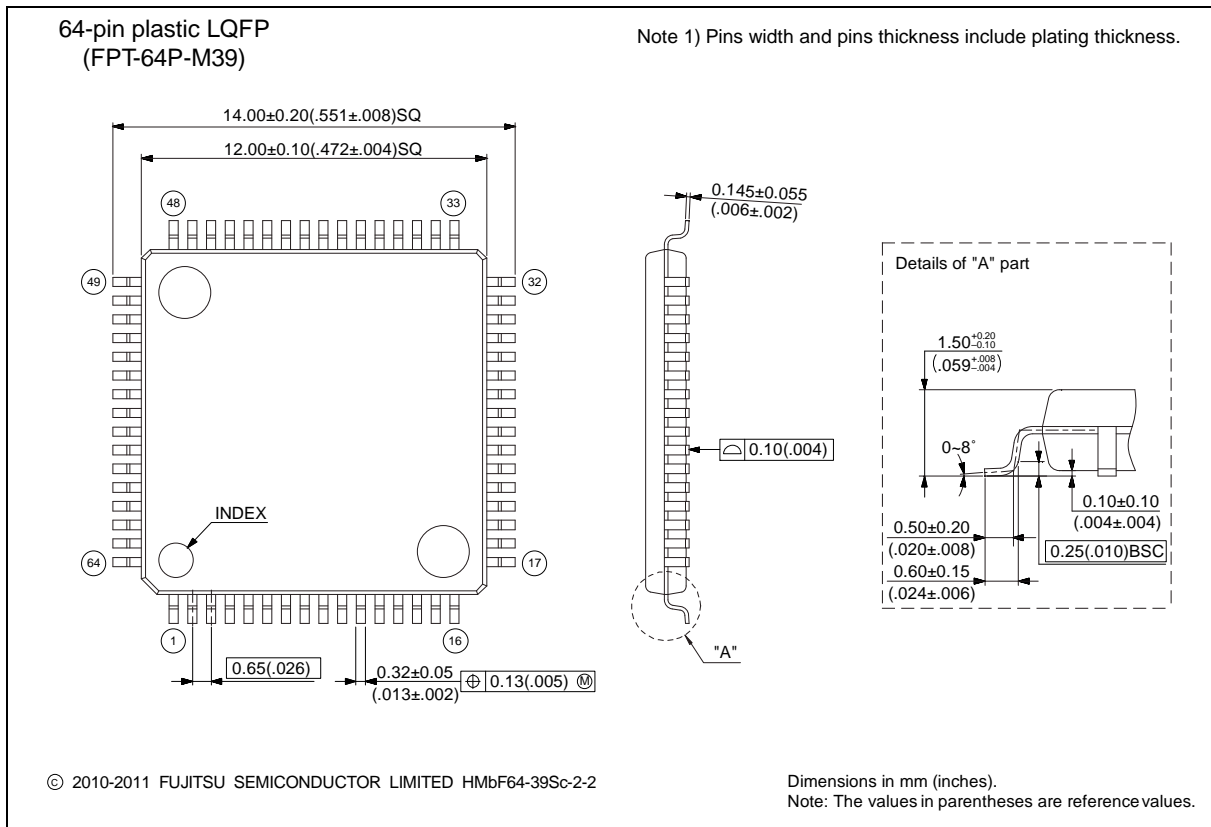 64-pin plastic LQFP
(FPT-64P-M39)
Note 1) Pins width and pins thickness include plating thickness.
14.00±0.20(.551±.008)SQ
12.00±0.10(.472±.004)SQ
48
33
49
32
INDEX
64
17
1
16
0.65(.026)
0.32±0.05
(.013±.002)
⌖ 0.13(.005) Ⓜ
0.145±0.055
(.006±.002)
⌓ 0.10(.004)
"A"
Details of "A" part
1.50+0.20 –0.10
(.059+.008 –.004)
0~8°
0.50±0.20
(.020±.008)
0.60±0.15
(.024±.006)
0.10±0.10
(.004±.004)
0.25(.010)BSC
© 2010-2011 FUJITSU SEMICONDUCTOR LIMITED HMbF64-39Sc-2-2
Dimensions in mm (inches).
Note: The values in parentheses are reference values.